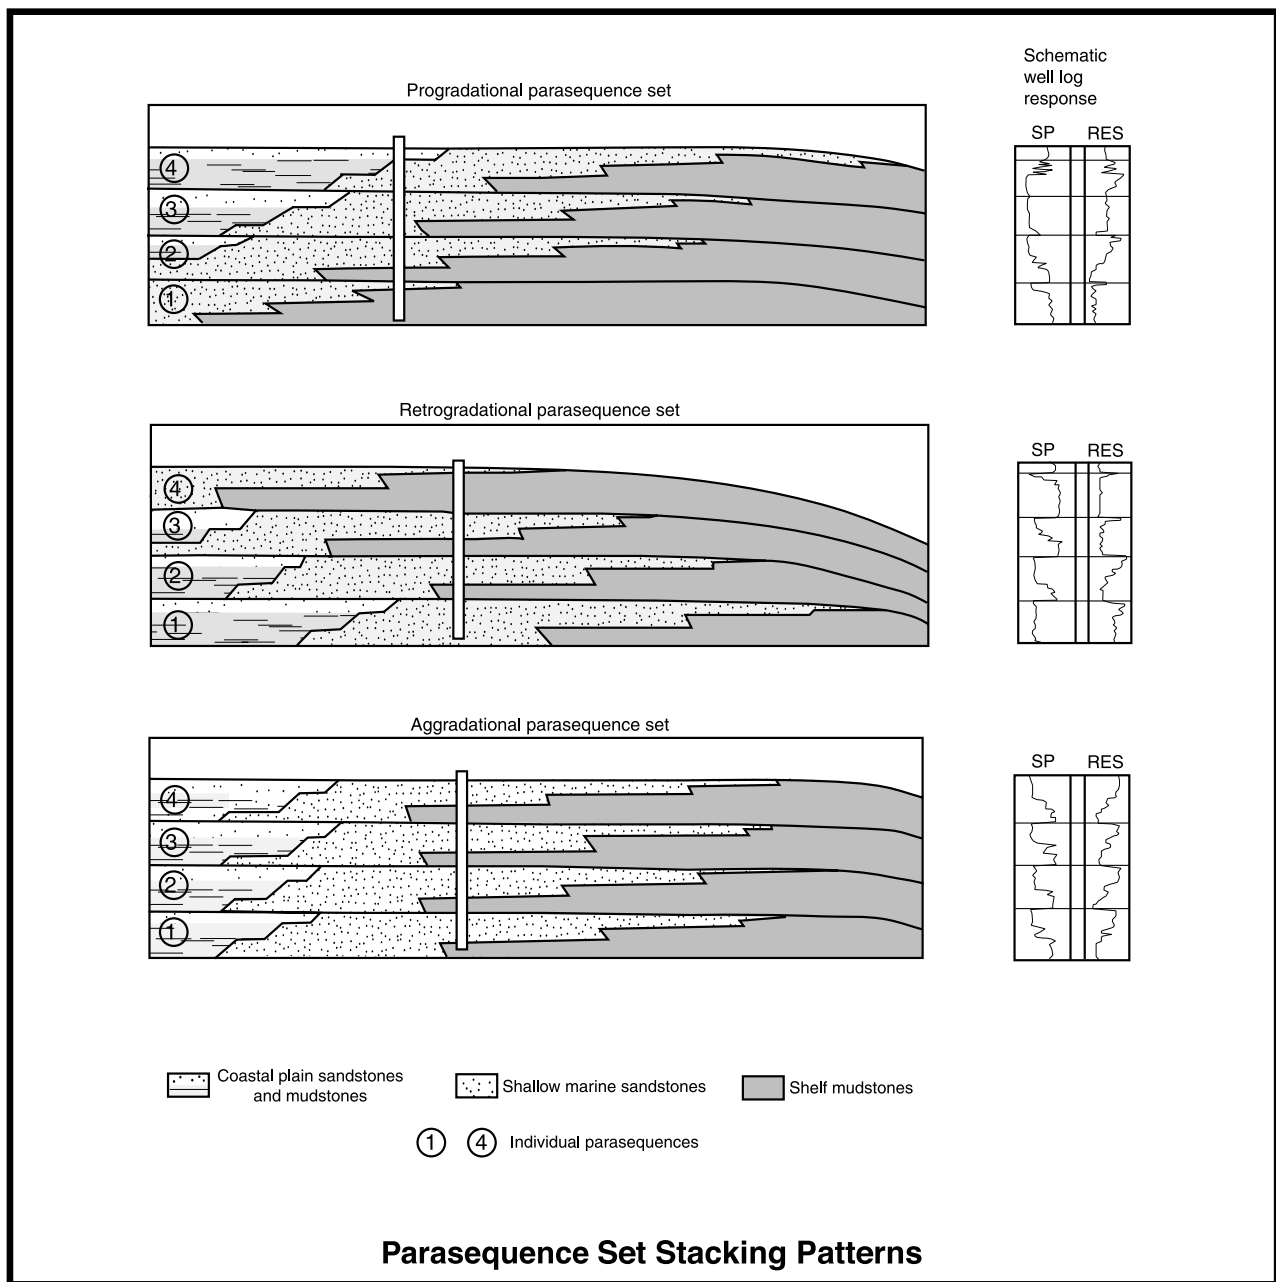 Schematic
well log
response
Progradational parasequence set
SP RES
4
3
2
1
Retrogradational parasequence set
SP RES
4
3
2
1
Aggradational parasequence set
SP RES
4
3
2
1
Coastal plain sandstones
and mudstones
Shallow marine sandstones
Shelf mudstones
1 4 Individual parasequences
Parasequence Set Stacking Patterns